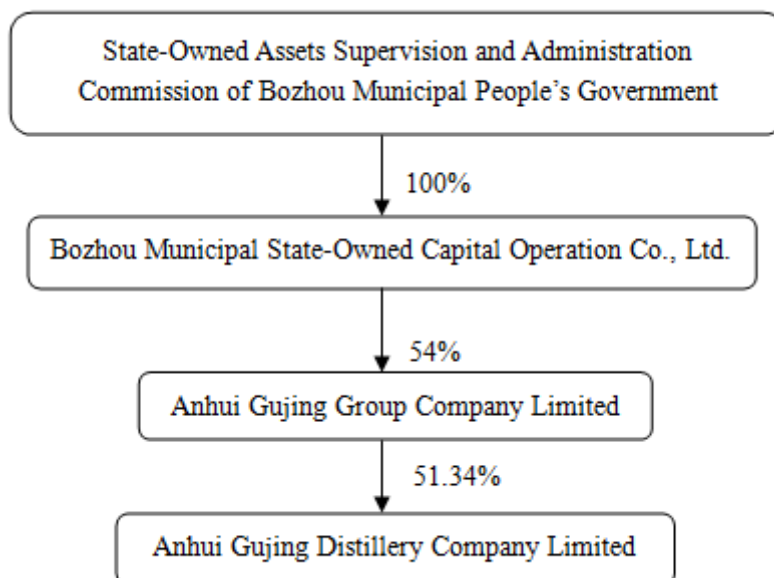 State-Owned Assets Supervision and Administration
Commission of Bozhou Municipal People’s Government
100%
Bozhou Municipal State-Owned Capital Operation Co., Ltd.
54%
Anhui Gujing Group Company Limited
51.34%
Anhui Gujing Distillery Company Limited